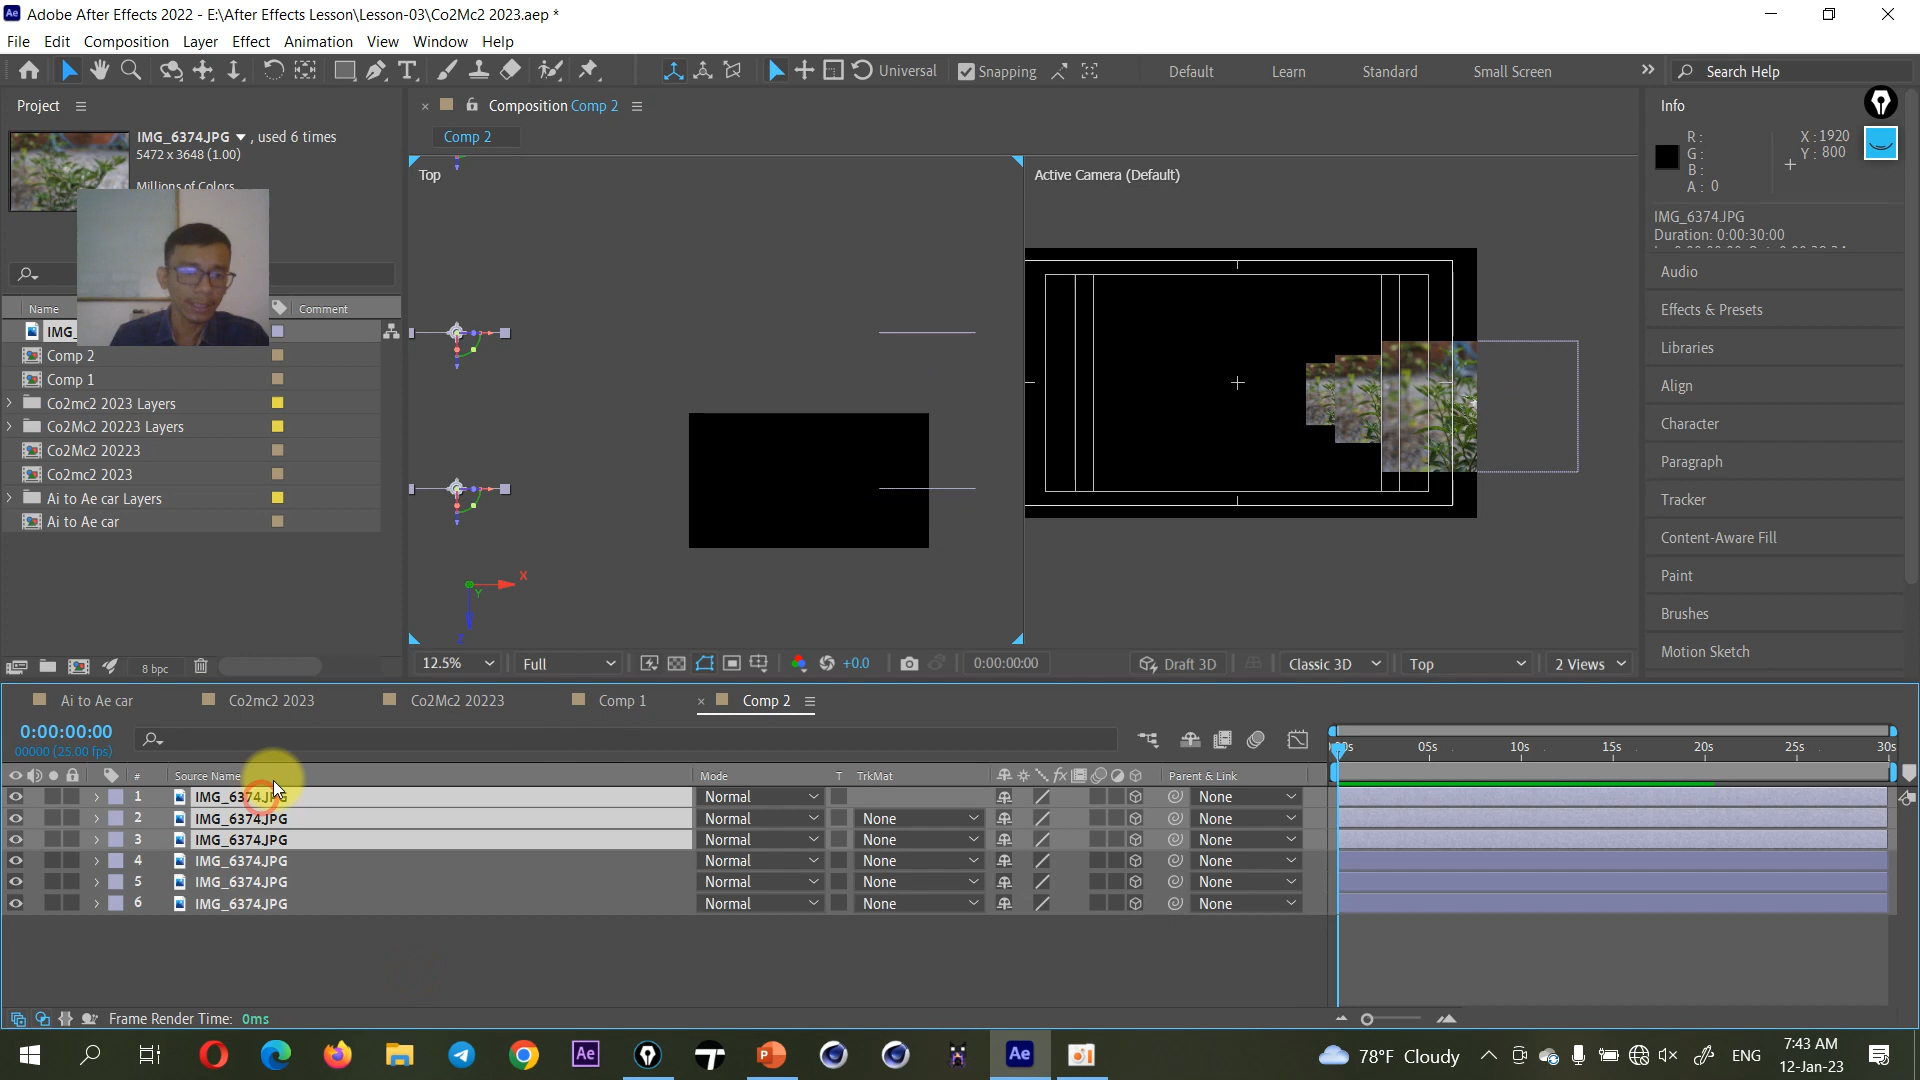 Adobe After Effects 2022 - E:\After Effects Lesson\Lesson-03\Co2Mc2 2023.aep *
File Edit Composition Layer Effect Animation View Window Help
Universal Snapping Default Learn Standard Small Screen Search Help
Project
IMG_6374.JPG , used 6 times
5472 x 3648 (1.00)
Millions of Colors
Name Comment
IMG_
Comp 2
Comp 1
Co2mc2 2023 Layers
Co2Mc2 20223 Layers
Co2Mc2 20223
Co2mc2 2023
Ai to Ae car Layers
Ai to Ae car
8 bpc
Composition Comp 2
Comp 2
Top
Active Camera (Default)
X
Y
Z
12.5% Full +0.0 0:00:00:00 Draft 3D Classic 3D Top 2 Views
Info
R:
G:
B:
A: 0
X: 1920
Y: 800
IMG_6374.JPG
Duration: 0:00:30:00
Audio
Effects & Presets
Libraries
Align
Character
Paragraph
Tracker
Content-Aware Fill
Paint
Brushes
Motion Sketch
Ai to Ae car Co2mc2 2023 Co2Mc2 20223 Comp 1 Comp 2
0:00:00:00
00000 (25.00 fps)
05s 10s 15s 20s 25s 30s
# Source Name Mode T TrkMat fx Parent & Link
1 IMG_6374.JPG Normal None
2 IMG_6374.JPG Normal None None
3 IMG_6374.JPG Normal None None
4 IMG_6374.JPG Normal None None
5 IMG_6374.JPG Normal None None
6 IMG_6374.JPG Normal None None
Frame Render Time: 0ms
78°F Cloudy ENG
7:43 AM
12-Jan-23